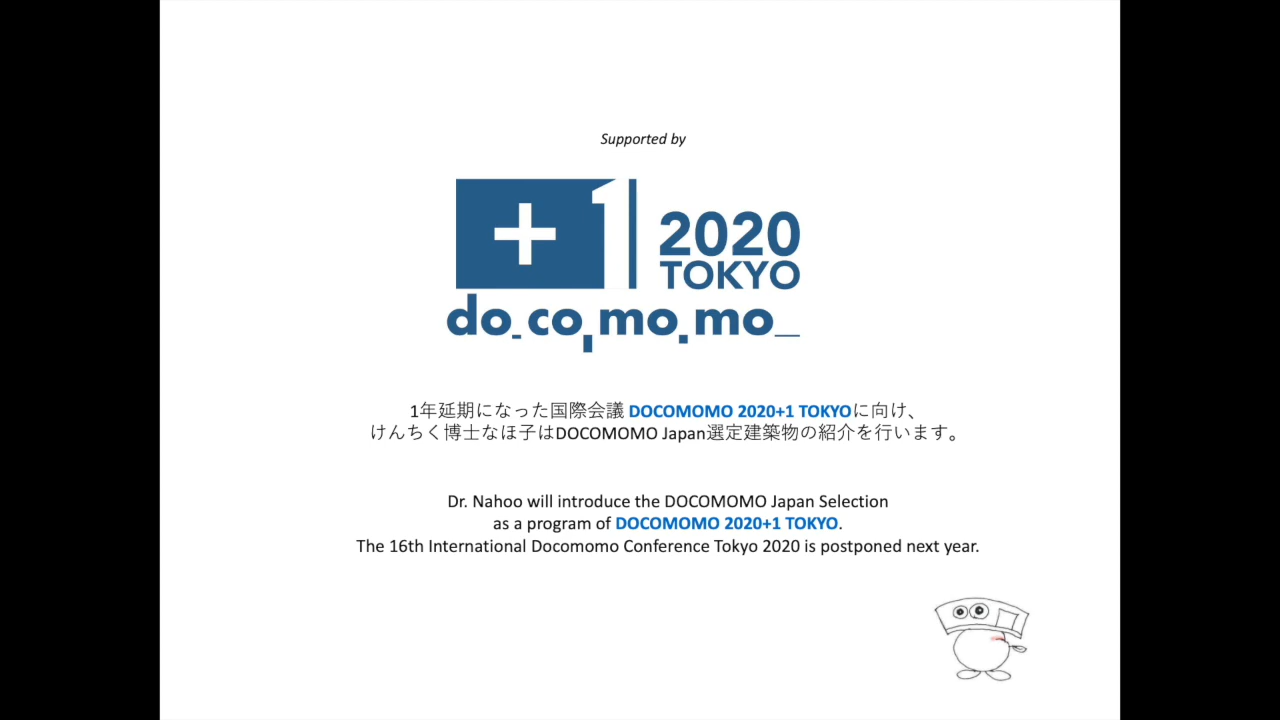 Supported by
+1
2020
TOKYO
do_co,mo.mo_
1年延期になった国際会議 DOCOMOMO 2020+1 TOKYOに向け、
けんちく博士なほ子はDOCOMOMO Japan選定建築物の紹介を行います。
Dr. Nahoo will introduce the DOCOMOMO Japan Selection
as a program of DOCOMOMO 2020+1 TOKYO.
The 16th International Docomomo Conference Tokyo 2020 is postponed next year.